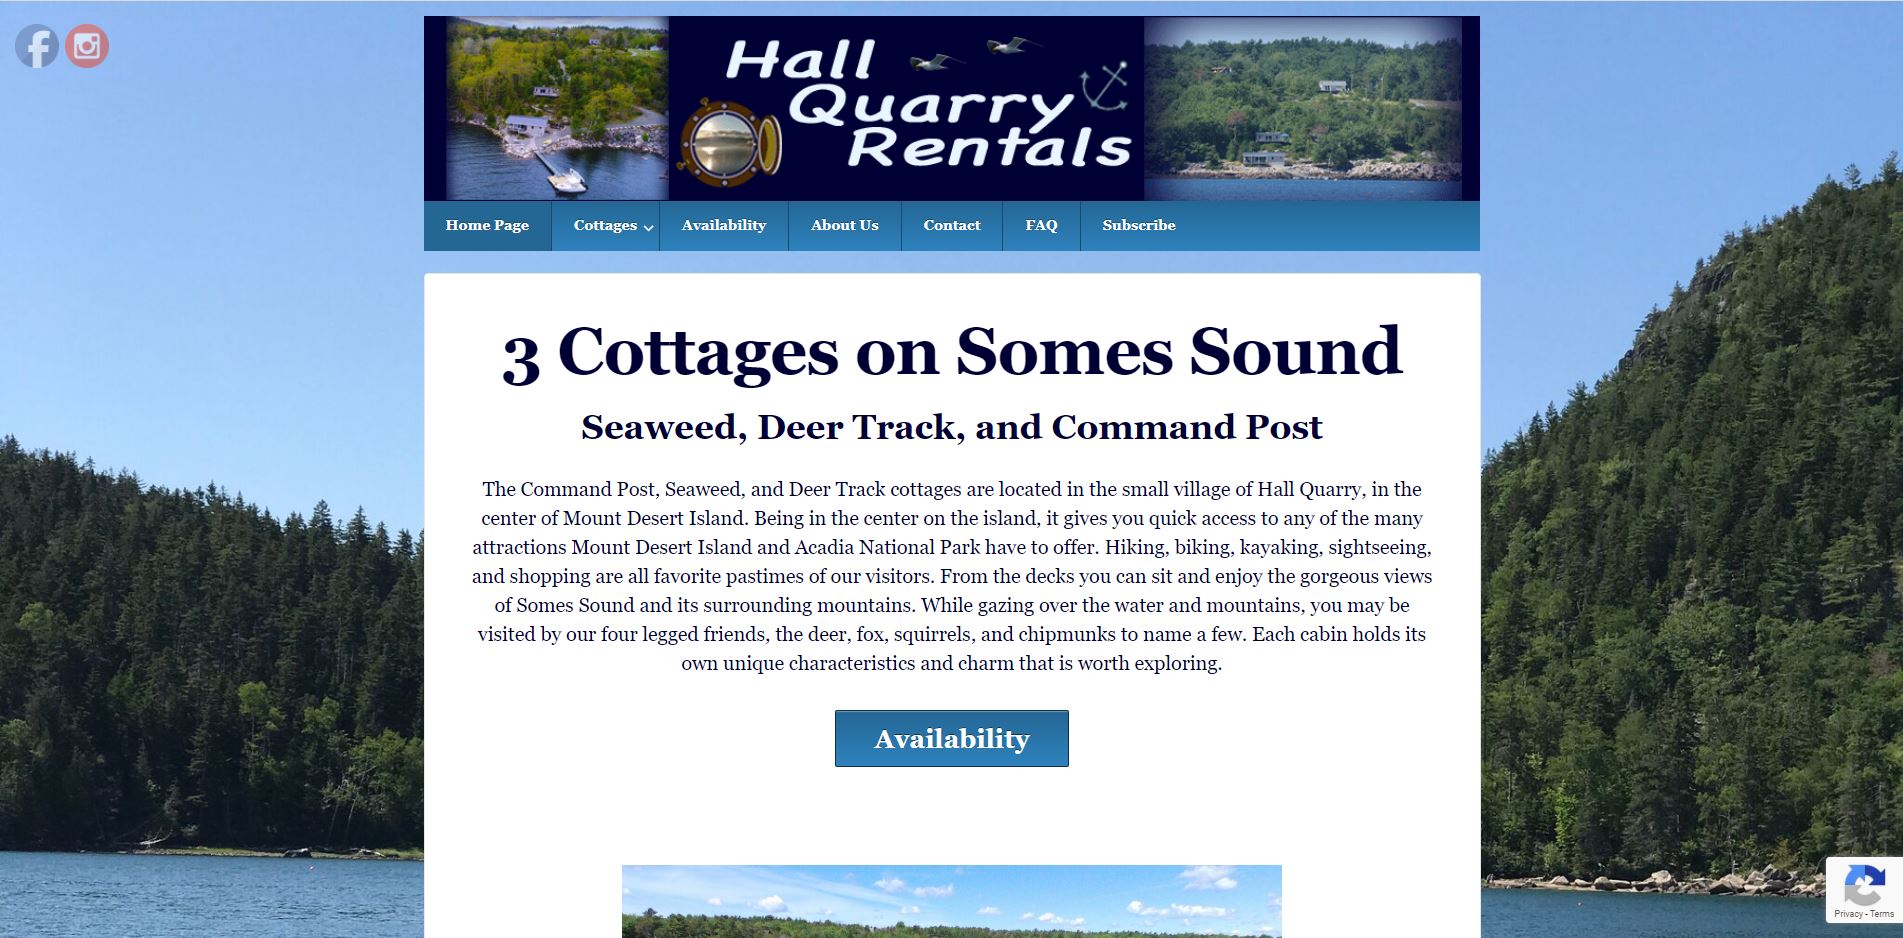 Hall
Quarry
Rentals
Home Page
Cottages
Availability
About Us
Contact
FAQ
Subscribe
3 Cottages on Somes Sound
Seaweed, Deer Track, and Command Post
The Command Post, Seaweed, and Deer Track cottages are located in the small village of Hall Quarry, in the
center of Mount Desert Island. Being in the center on the island, it gives you quick access to any of the many
attractions Mount Desert Island and Acadia National Park have to offer. Hiking, biking, kayaking, sightseeing,
and shopping are all favorite pastimes of our visitors. From the decks you can sit and enjoy the gorgeous views
of Somes Sound and its surrounding mountains. While gazing over the water and mountains, you may be
visited by our four legged friends, the deer, fox, squirrels, and chipmunks to name a few. Each cabin holds its
own unique characteristics and charm that is worth exploring.
Availability
Privacy - Terms